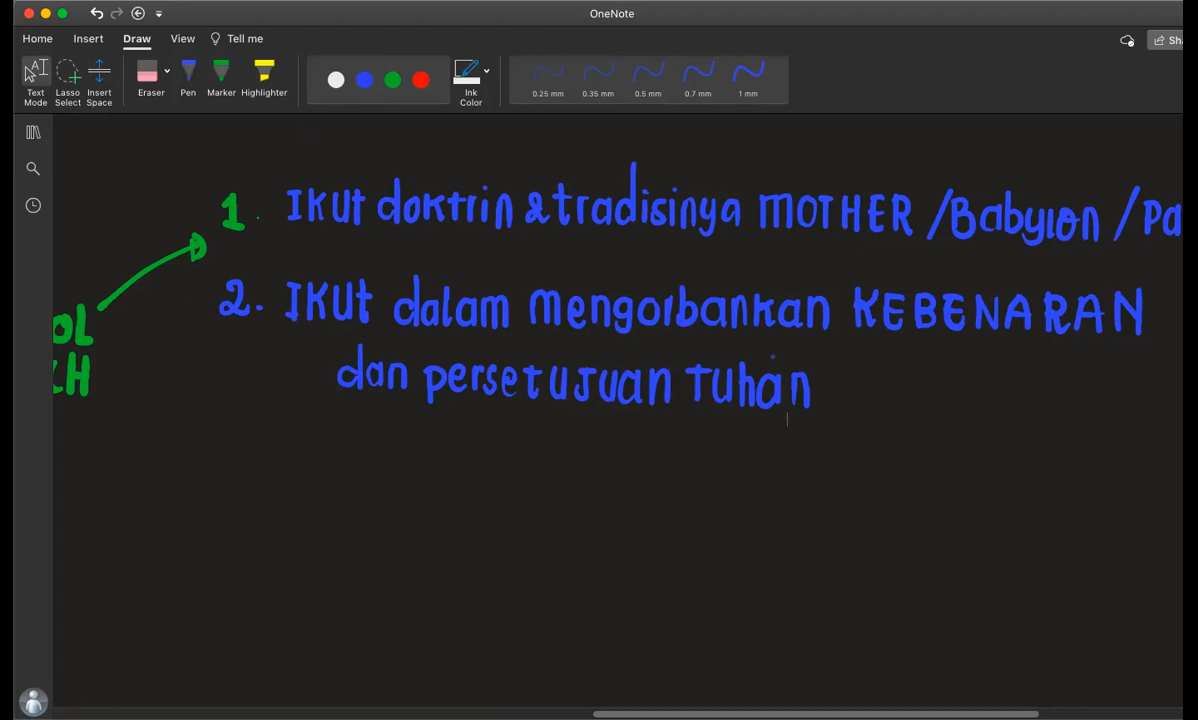 OneNote
Home Insert Draw View Tell me
Sha
Text Mode
Lasso Select
Insert Space
Eraser
Pen
Marker
Highlighter
Ink Color
0.25 mm
0.35 mm
0.5 mm
0.7 mm
1 mm
1. IKUT doktrin & tradisinya MOTHER / Babylon / Pa
2. IKUT dalam mengorbankan KEBENARAN
dan persetujuan Tuhan
OL
H